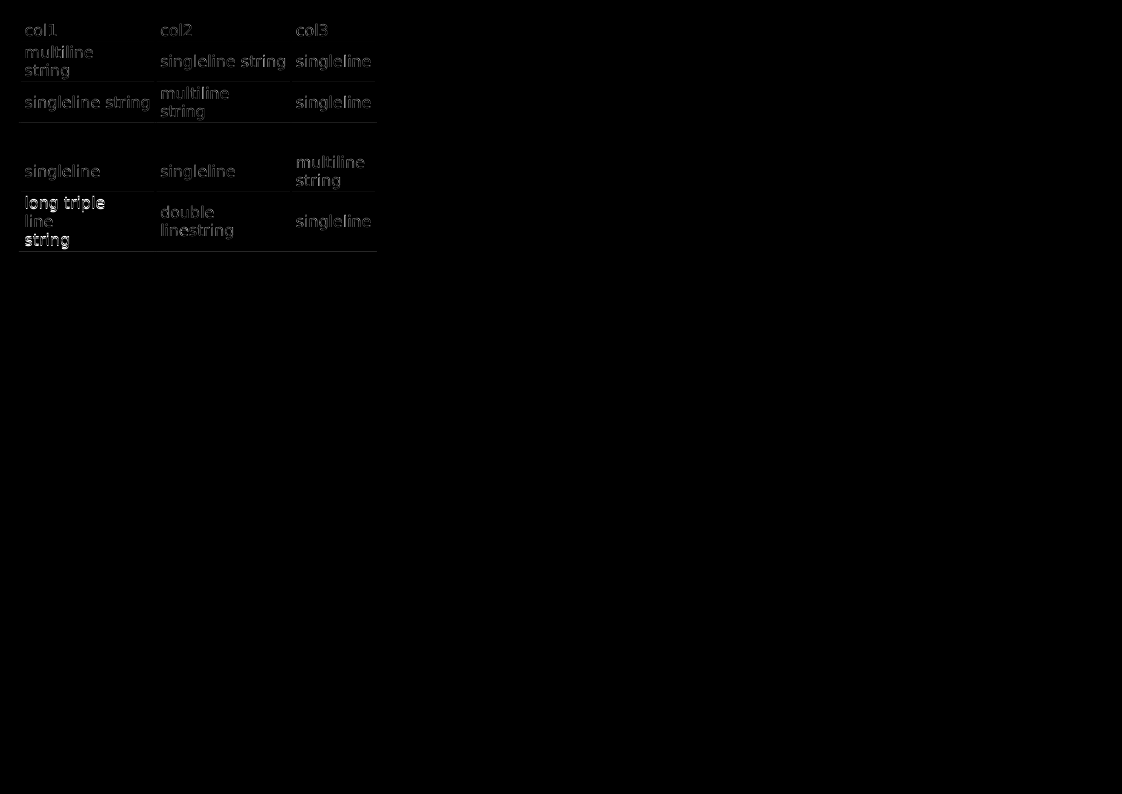 col1 col2 col3
multiline
string
singleline string
singleline
singleline string
multiline
string
singleline
singleline
singleline
multiline
string
long triple
line
string
double
linestring
singleline